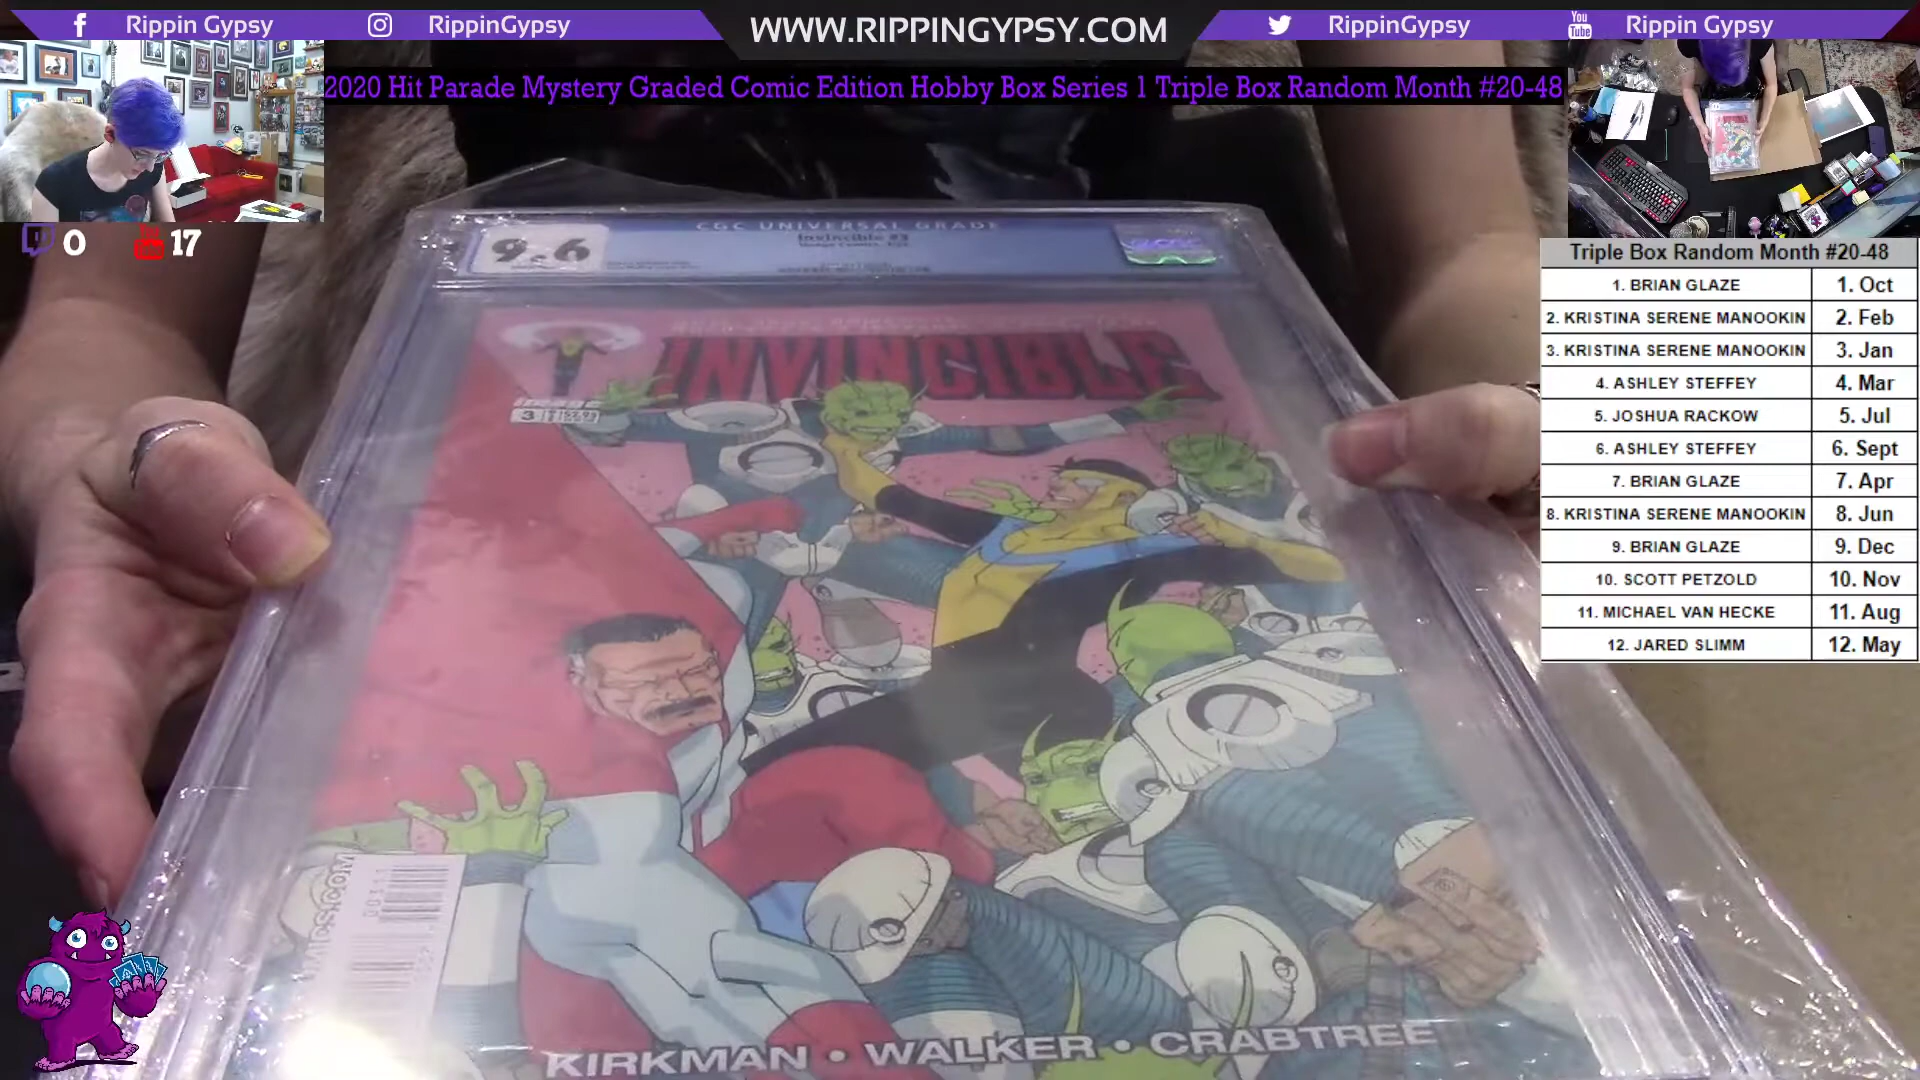 Rippin Gypsy
RippinGypsy
WWW.RIPPINGYPSY.COM
RippinGypsy
You
Tube
Rippin Gypsy
2020 Hit Parade Mystery Graded Comic Edition Hobby Box Series 1 Triple Box Random Month #20-48
0
17
CGC UNIVERSAL GRADE
9.6
Invincible #3
INVINCIBLE
IMAGE
3
KIRKMAN • WALKER • CRABTREE
Triple Box Random Month #20-48
1. BRIAN GLAZE 1. Oct
2. KRISTINA SERENE MANOOKIN 2. Feb
3. KRISTINA SERENE MANOOKIN 3. Jan
4. ASHLEY STEFFEY 4. Mar
5. JOSHUA RACKOW 5. Jul
6. ASHLEY STEFFEY 6. Sept
7. BRIAN GLAZE 7. Apr
8. KRISTINA SERENE MANOOKIN 8. Jun
9. BRIAN GLAZE 9. Dec
10. SCOTT PETZOLD 10. Nov
11. MICHAEL VAN HECKE 11. Aug
12. JARED SLIMM 12. May